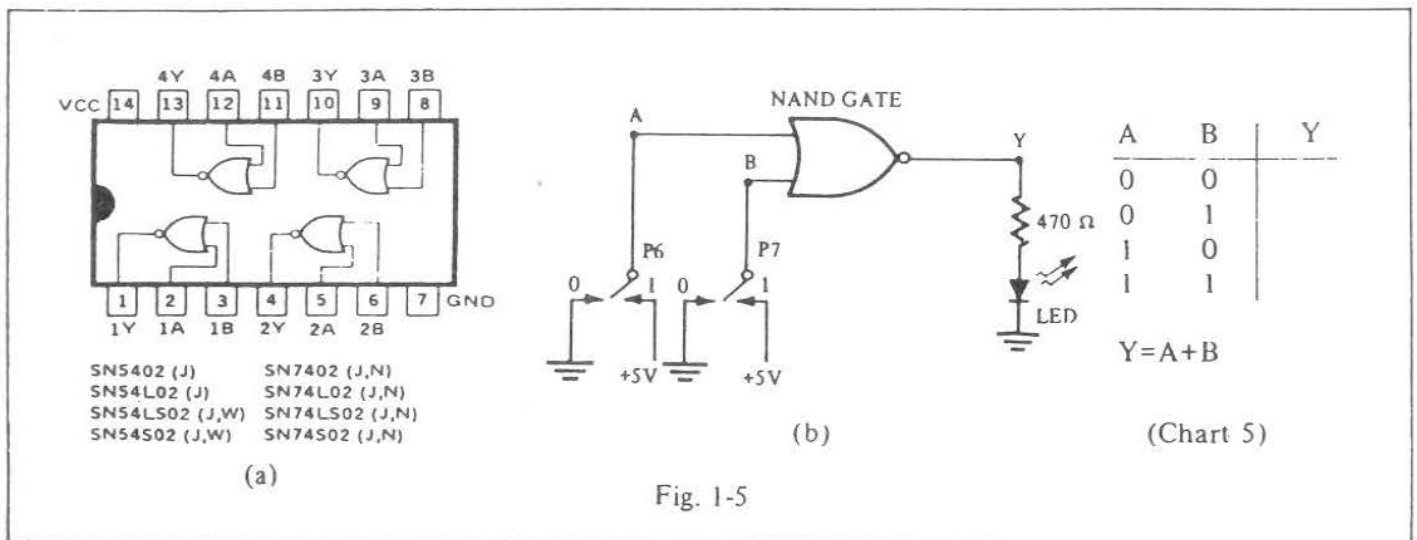 4Y 4A 4B 3Y 3A 3B
VCC 14 13 12 11 10 9 8
1 2 3 4 5 6 7 GND
1Y 1A 1B 2Y 2A 2B
SN5402 (J) SN7402 (J,N)
SN54L02 (J) SN74L02 (J,N)
SN54LS02 (J,W) SN74LS02 (J,N)
SN54S02 (J,W) SN74S02 (J,N)
(a)
NAND GATE
A
B
Y
P6
0 1
+5V
P7
0 1
+5V
470 Ω
LED
(b)
A B Y
0 0
0 1
1 0
1 1
Y=A+B
(Chart 5)
Fig. 1-5